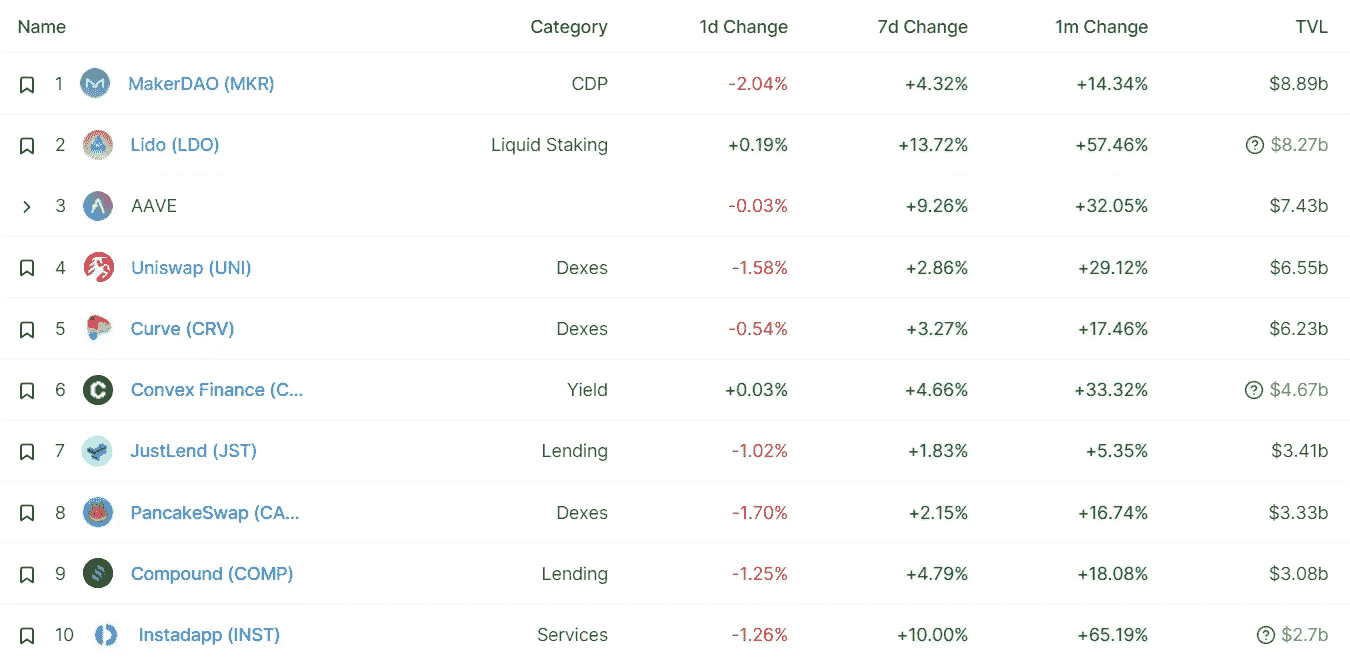 Name Category 1d Change 7d Change 1m Change TVL
1 MakerDAO (MKR) CDP -2.04% +4.32% +14.34% $8.89b
2 Lido (LDO) Liquid Staking +0.19% +13.72% +57.46% $8.27b
3 AAVE -0.03% +9.26% +32.05% $7.43b
4 Uniswap (UNI) Dexes -1.58% +2.86% +29.12% $6.55b
5 Curve (CRV) Dexes -0.54% +3.27% +17.46% $6.23b
6 Convex Finance (C... Yield +0.03% +4.66% +33.32% $4.67b
7 JustLend (JST) Lending -1.02% +1.83% +5.35% $3.41b
8 PancakeSwap (CA... Dexes -1.70% +2.15% +16.74% $3.33b
9 Compound (COMP) Lending -1.25% +4.79% +18.08% $3.08b
10 Instadapp (INST) Services -1.26% +10.00% +65.19% $2.7b